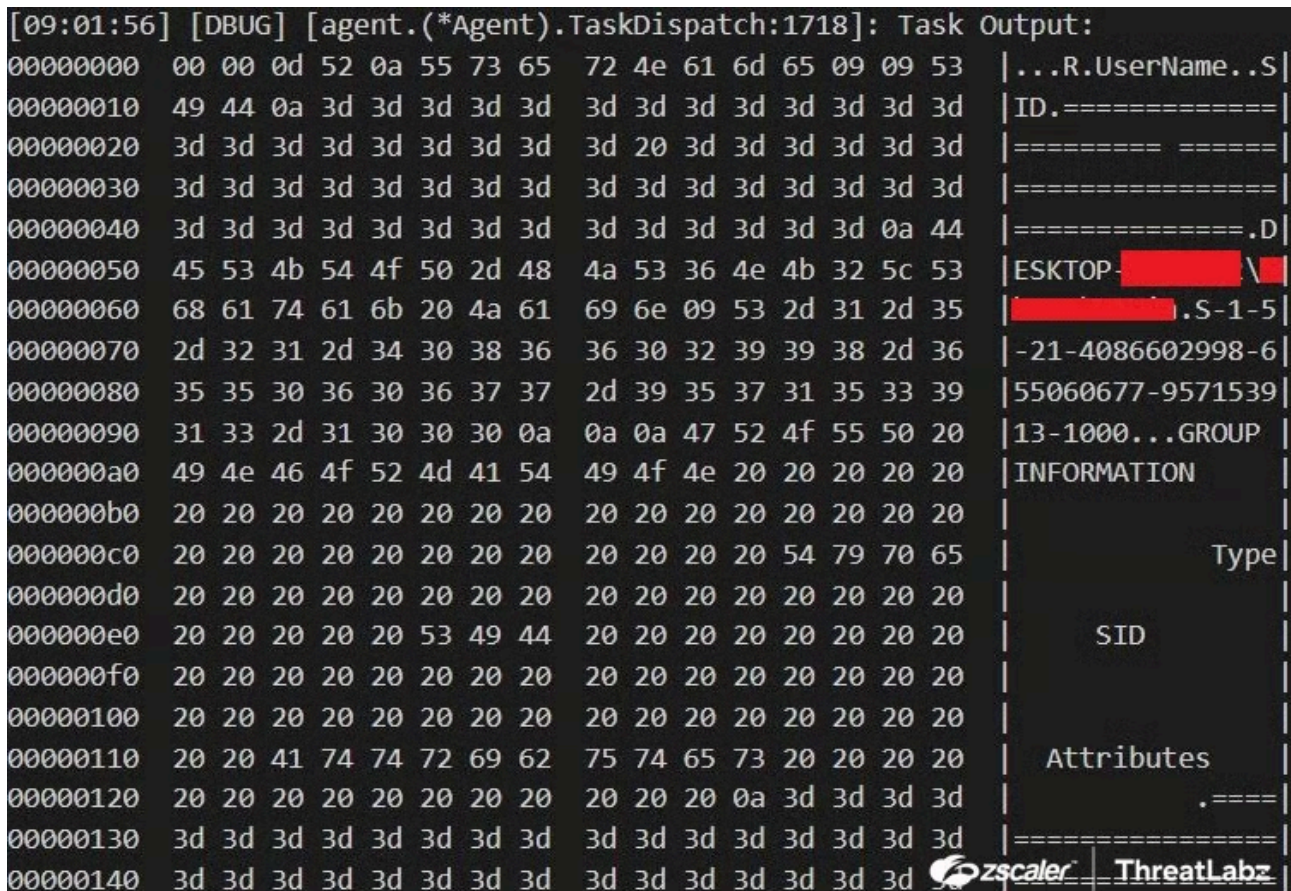 [09:01:56] [DBUG] [agent.(*Agent).TaskDispatch:1718]: Task Output:
00000000  00 00 0d 52 0a 55 73 65  72 4e 61 6d 65 09 09 53  |...R.UserName..S|
00000010  49 44 0a 3d 3d 3d 3d 3d  3d 3d 3d 3d 3d 3d 3d 3d  |ID.=============|
00000020  3d 3d 3d 3d 3d 3d 3d 3d  3d 20 3d 3d 3d 3d 3d 3d  |========= ======|
00000030  3d 3d 3d 3d 3d 3d 3d 3d  3d 3d 3d 3d 3d 3d 3d 3d  |================|
00000040  3d 3d 3d 3d 3d 3d 3d 3d  3d 3d 3d 3d 3d 3d 0a 44  |==============.D|
00000050  45 53 4b 54 4f 50 2d 48  4a 53 36 4e 4b 32 5c 53  |ESKTOP-\|
00000060  68 61 74 61 6b 20 4a 61  69 6e 09 53 2d 31 2d 35  |.S-1-5|
00000070  2d 32 31 2d 34 30 38 36  36 30 32 39 39 38 2d 36  |-21-4086602998-6|
00000080  35 35 30 36 30 36 37 37  2d 39 35 37 31 35 33 39  |55060677-9571539|
00000090  31 33 2d 31 30 30 30 0a  0a 0a 47 52 4f 55 50 20  |13-1000...GROUP |
000000a0  49 4e 46 4f 52 4d 41 54  49 4f 4e 20 20 20 20 20  |INFORMATION     |
000000b0  20 20 20 20 20 20 20 20  20 20 20 20 20 20 20 20  |                |
000000c0  20 20 20 20 20 20 20 20  20 20 20 20 54 79 70 65  |            Type|
000000d0  20 20 20 20 20 20 20 20  20 20 20 20 20 20 20 20  |                |
000000e0  20 20 20 20 20 53 49 44  20 20 20 20 20 20 20 20  |     SID        |
000000f0  20 20 20 20 20 20 20 20  20 20 20 20 20 20 20 20  |                |
00000100  20 20 20 20 20 20 20 20  20 20 20 20 20 20 20 20  |                |
00000110  20 20 41 74 74 72 69 62  75 74 65 73 20 20 20 20  |  Attributes    |
00000120  20 20 20 20 20 20 20 20  20 20 20 0a 3d 3d 3d 3d  |           .====|
00000130  3d 3d 3d 3d 3d 3d 3d 3d  3d 3d 3d 3d 3d 3d 3d 3d  |================|
00000140  3d 3d 3d 3d 3d 3d 3d 3d  3d 3d 3d 3d 3d 3d 3d
zscaler | ThreatLabz